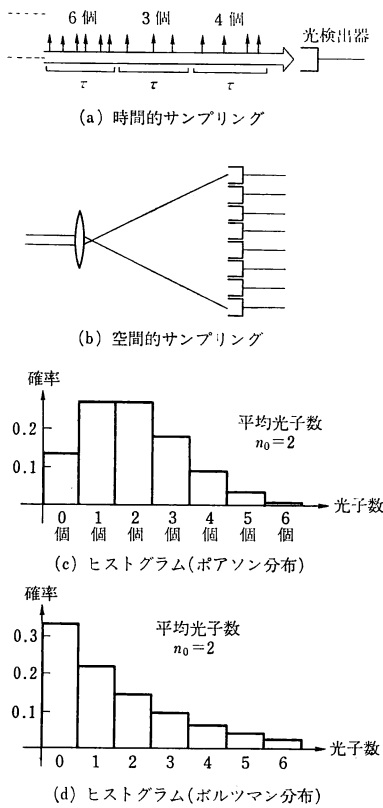 6個 3個 4個
光検出器
τ τ τ
(a) 時間的サンプリング
(b) 空間的サンプリング
確率
平均光子数
n₀=2
0.2
0.1
光子数
0 1 2 3 4 5 6
個 個 個 個 個 個 個
(c) ヒストグラム(ポアソン分布)
確率
平均光子数
n₀=2
0.3
0.2
0.1
光子数
0 1 2 3 4 5 6
(d) ヒストグラム(ボルツマン分布)